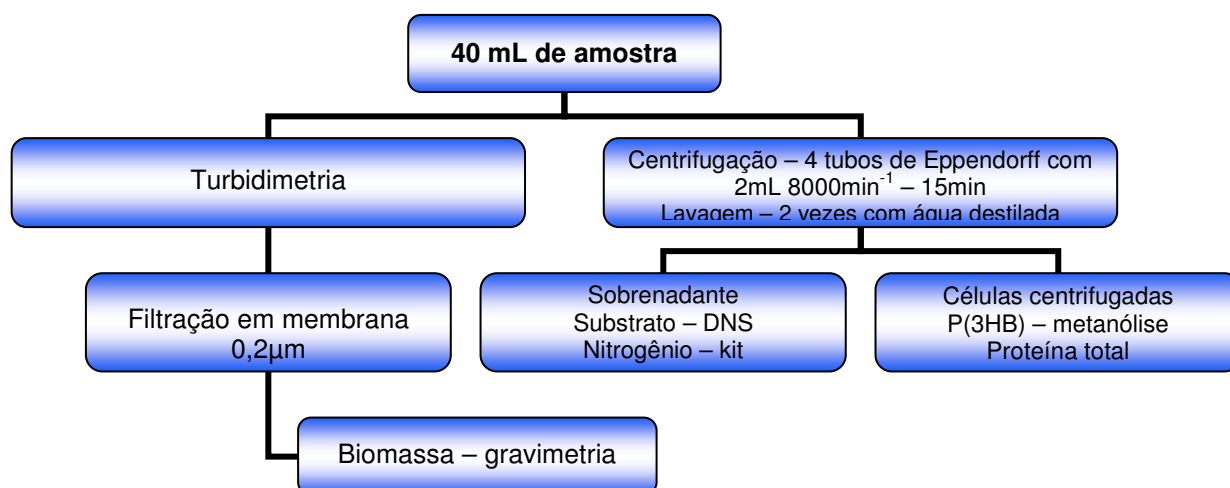 40 mL de amostra
Turbidimetria
Centrifugação – 4 tubos de Eppendorff com
2mL 8000min⁻¹ – 15min
Lavagem – 2 vezes com água destilada
Filtração em membrana
0,2µm
Sobrenadante
Substrato – DNS
Nitrogênio – kit
Células centrifugadas
P(3HB) – metanólise
Proteína total
Biomassa – gravimetria